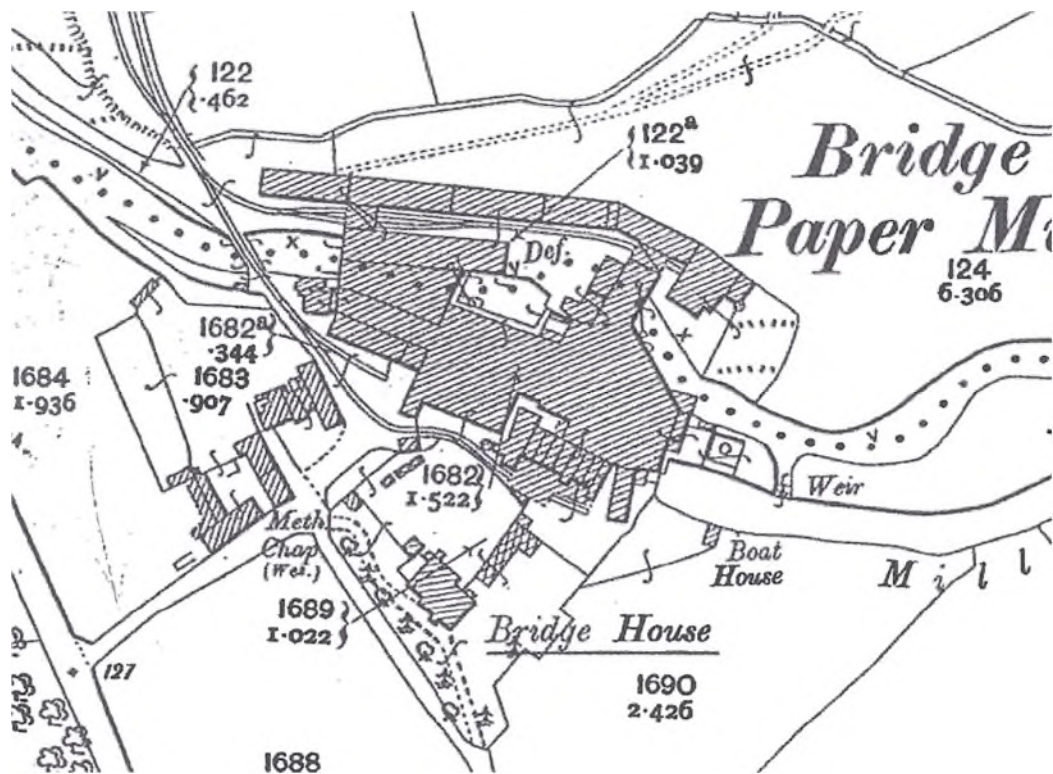 122
.462
122ª
1.039
Bridge
Paper
Def.
124
6.306
1682ª
.344
1683
.907
1684
1.936
1682
1.522
Weir
Meth.
Chap
(Wes.)
Boat
House
Mill
1689
1.022
Bridge House
127
1690
2.426
1688